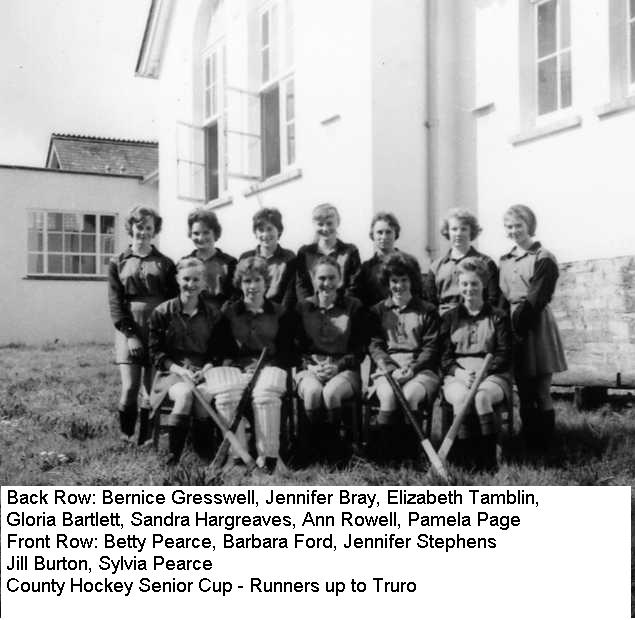 Back Row: Bernice Gresswell, Jennifer Bray, Elizabeth Tamblin,
Gloria Bartlett, Sandra Hargreaves, Ann Rowell, Pamela Page
Front Row: Betty Pearce, Barbara Ford, Jennifer Stephens
Jill Burton, Sylvia Pearce
County Hockey Senior Cup - Runners up to Truro